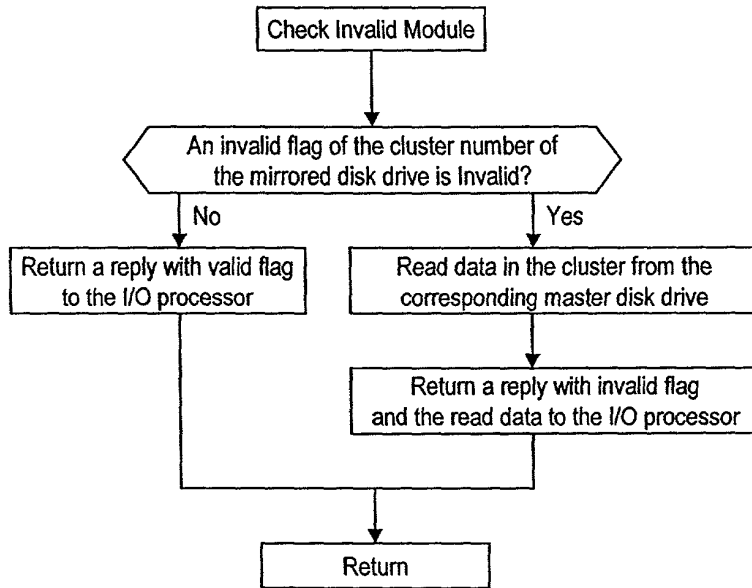 Check Invalid Module
An invalid flag of the cluster number of
the mirrored disk drive is Invalid?
No
Yes
Return a reply with valid flag
to the I/O processor
Read data in the cluster from the
corresponding master disk drive
Return a reply with invalid flag
and the read data to the I/O processor
Return